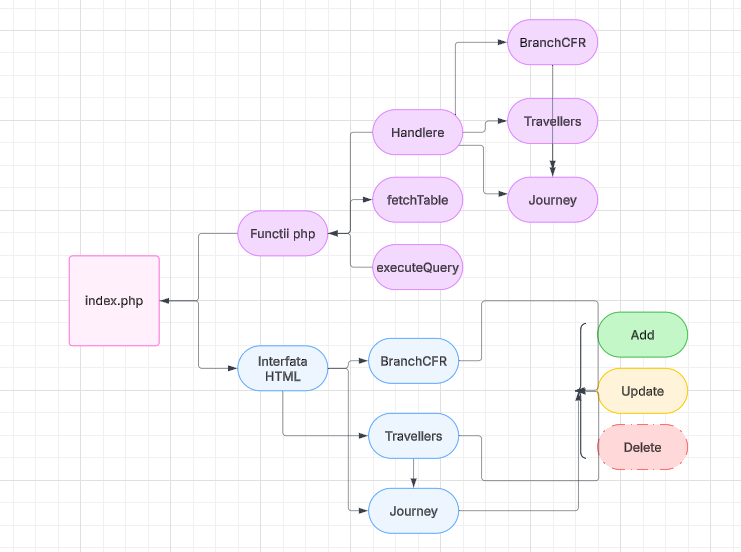 BranchCFR
Travellers
Handlere
fetchTable
Journey
Functii php
executeQuery
index.php
Interfata
HTML
BranchCFR
Travellers
Journey
Add
Update
Delete